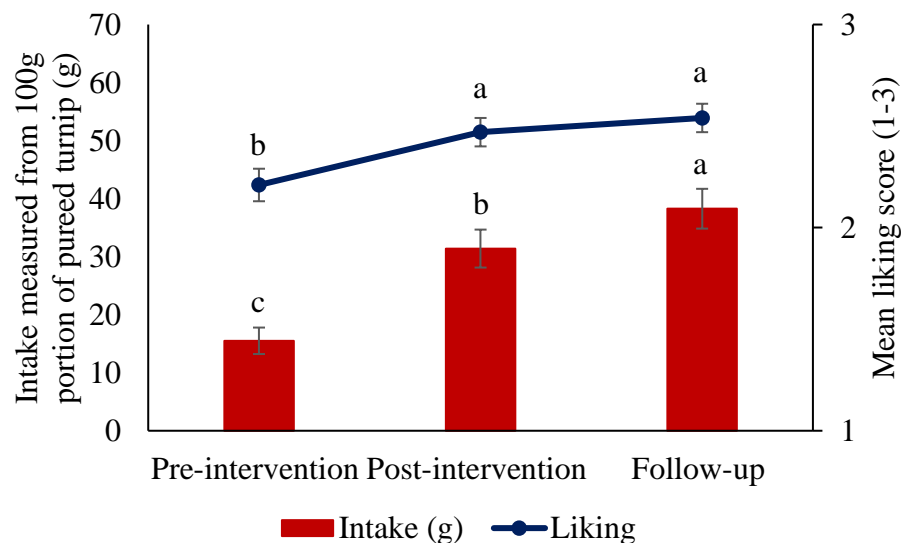 Intake measured from 100g
portion of pureed turnip (g)
70
60
50
40
30
20
10
0
b
a
a
c
b
a
3
2
1
Mean liking score (1-3)
Pre-intervention Post-intervention Follow-up
Intake (g) Liking